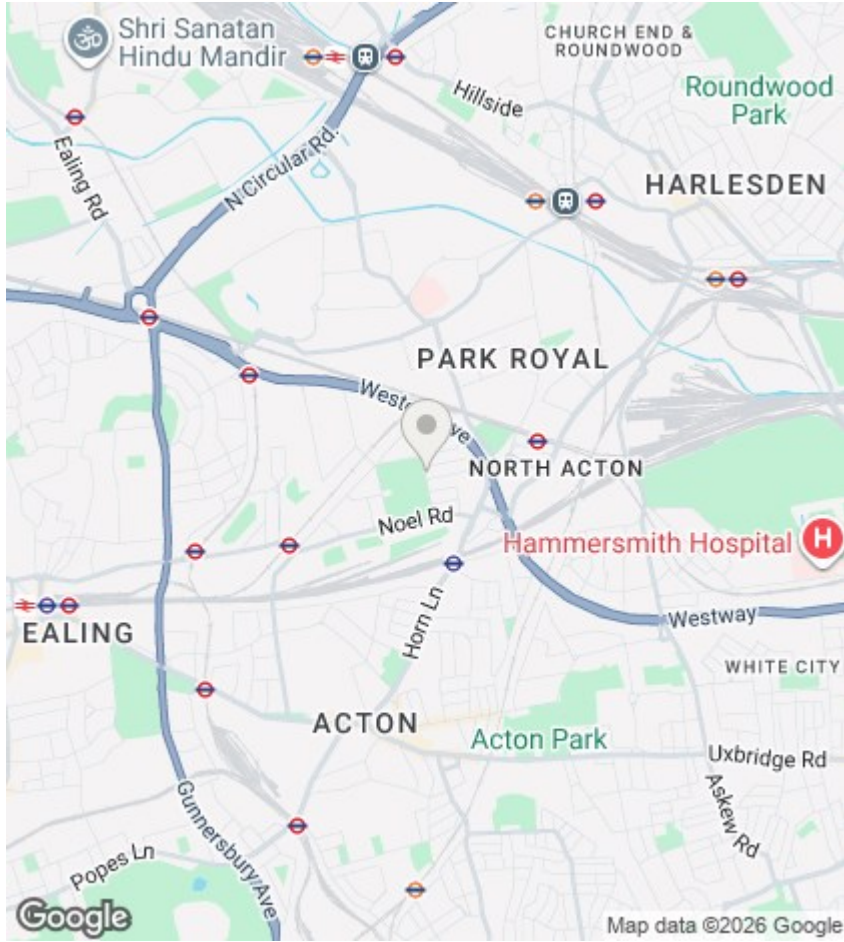 Shri Sanatan
Hindu Mandir
CHURCH END &
ROUNDWOOD
Hillside
Roundwood
Park
Ealing Rd
N Circular Rd.
HARLESDEN
PARK ROYAL
Western Ave
NORTH ACTON
Noel Rd
Hammersmith Hospital
H
Horn Ln
EALING
Westway
WHITE CITY
ACTON
Acton Park
Uxbridge Rd
Askew Rd
Gunnersbury Ave
Popes Ln
Google
Map data ©2026 Google